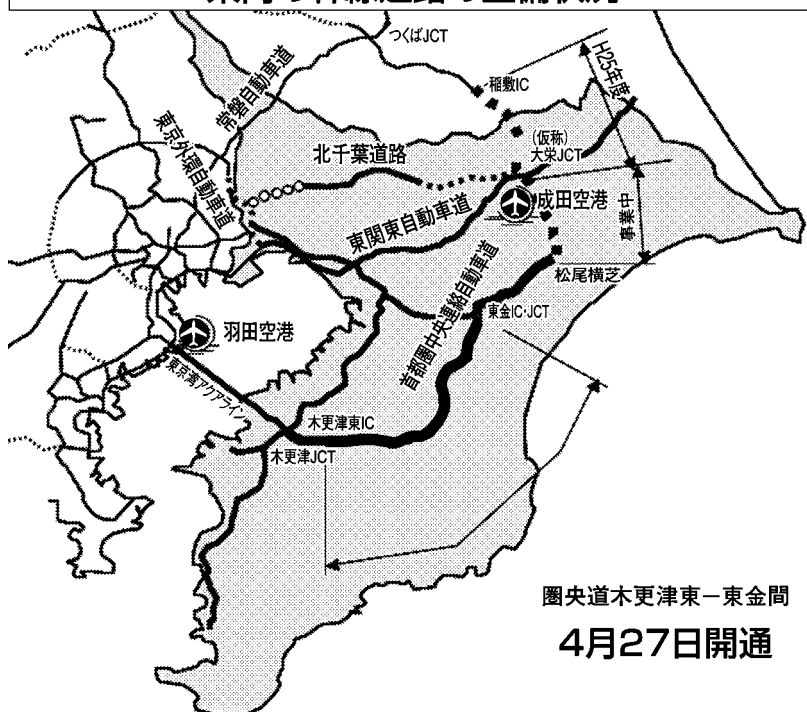 つくばJCT
稲敷IC
H25年度
常磐自動車道
東京外環自動車道
北千葉道路
(仮称)
大栄JCT
成田空港
東関東自動車道
事業中
松尾横芝
首都圏中央連絡自動車道
東金IC・JCT
羽田空港
東京湾アクアライン
木更津東IC
木更津JCT
圏央道木更津東－東金間
4月27日開通